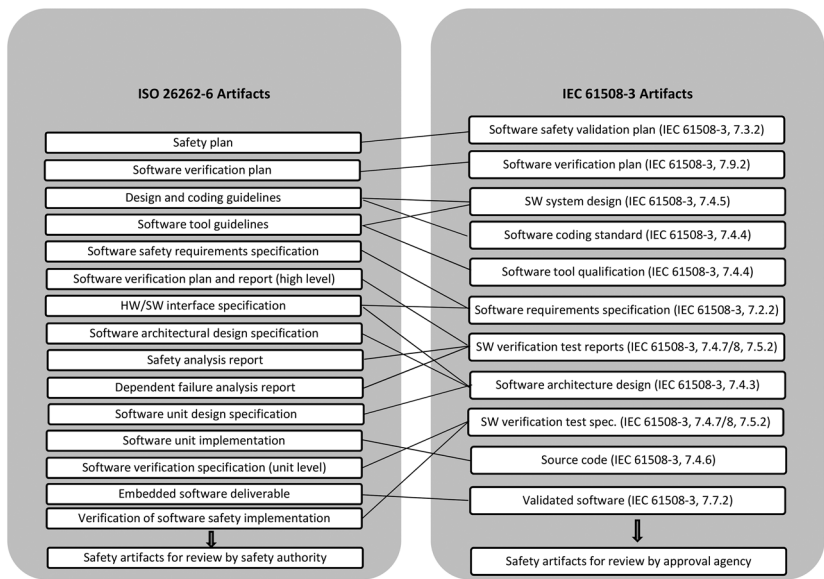 ISO 26262-6 Artifacts
Safety plan
Software verification plan
Design and coding guidelines
Software tool guidelines
Software safety requirements specification
Software verification plan and report (high level)
HW/SW interface specification
Software architectural design specification
Safety analysis report
Dependent failure analysis report
Software unit design specification
Software unit implementation
Software verification specification (unit level)
Embedded software deliverable
Verification of software safety implementation
Safety artifacts for review by safety authority
IEC 61508-3 Artifacts
Software safety validation plan (IEC 61508-3, 7.3.2)
Software verification plan (IEC 61508-3, 7.9.2)
SW system design (IEC 61508-3, 7.4.5)
Software coding standard (IEC 61508-3, 7.4.4)
Software tool qualification (IEC 61508-3, 7.4.4)
Software requirements specification (IEC 61508-3, 7.2.2)
SW verification test reports (IEC 61508-3, 7.4.7/8, 7.5.2)
Software architecture design (IEC 61508-3, 7.4.3)
SW verification test spec. (IEC 61508-3, 7.4.7/8, 7.5.2)
Source code (IEC 61508-3, 7.4.6)
Validated software (IEC 61508-3, 7.7.2)
Safety artifacts for review by approval agency